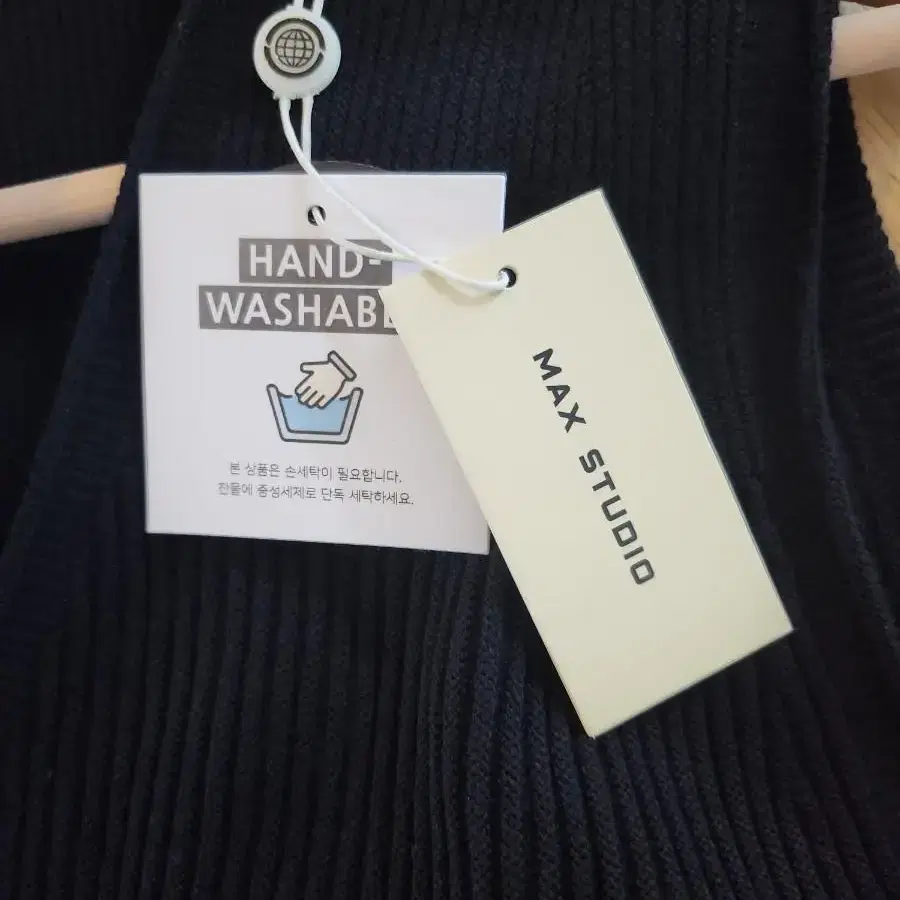 HAND-
WASHAB
본 상품은 손세탁이 필요합니다.
찬물에 중성세제로 단독 세탁하세요.
MAX STUDIO